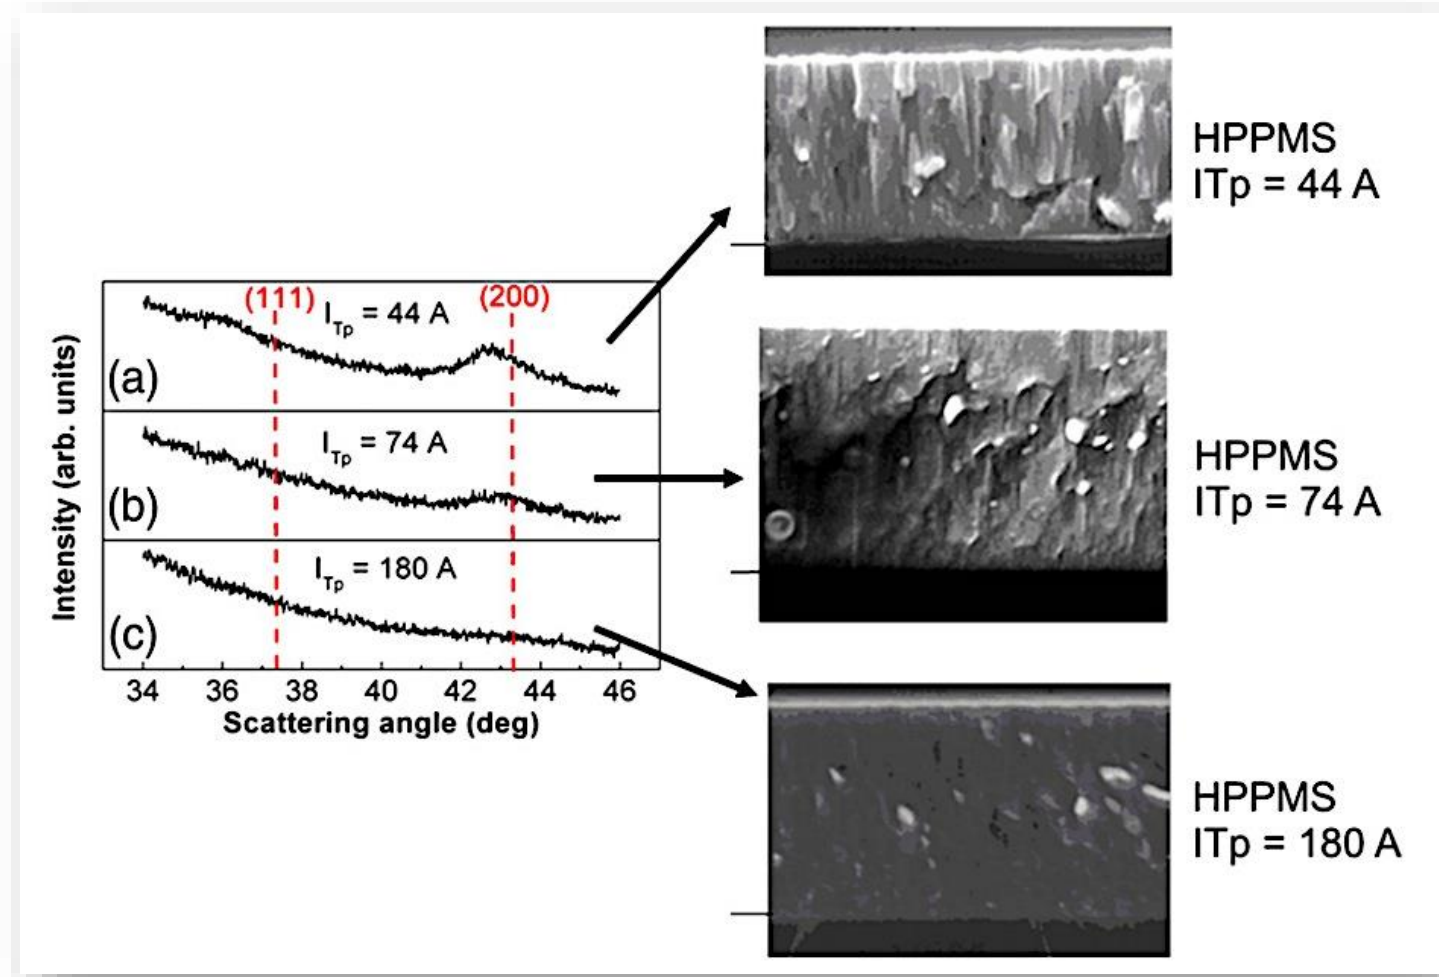 HPPMS
ITp = 44 A
(111)
(200)
I_Tp = 44 A
(a)
I_Tp = 74 A
(b)
I_Tp = 180 A
(c)
Intensity (arb. units)
34 36 38 40 42 44 46
Scattering angle (deg)
HPPMS
ITp = 74 A
HPPMS
ITp = 180 A